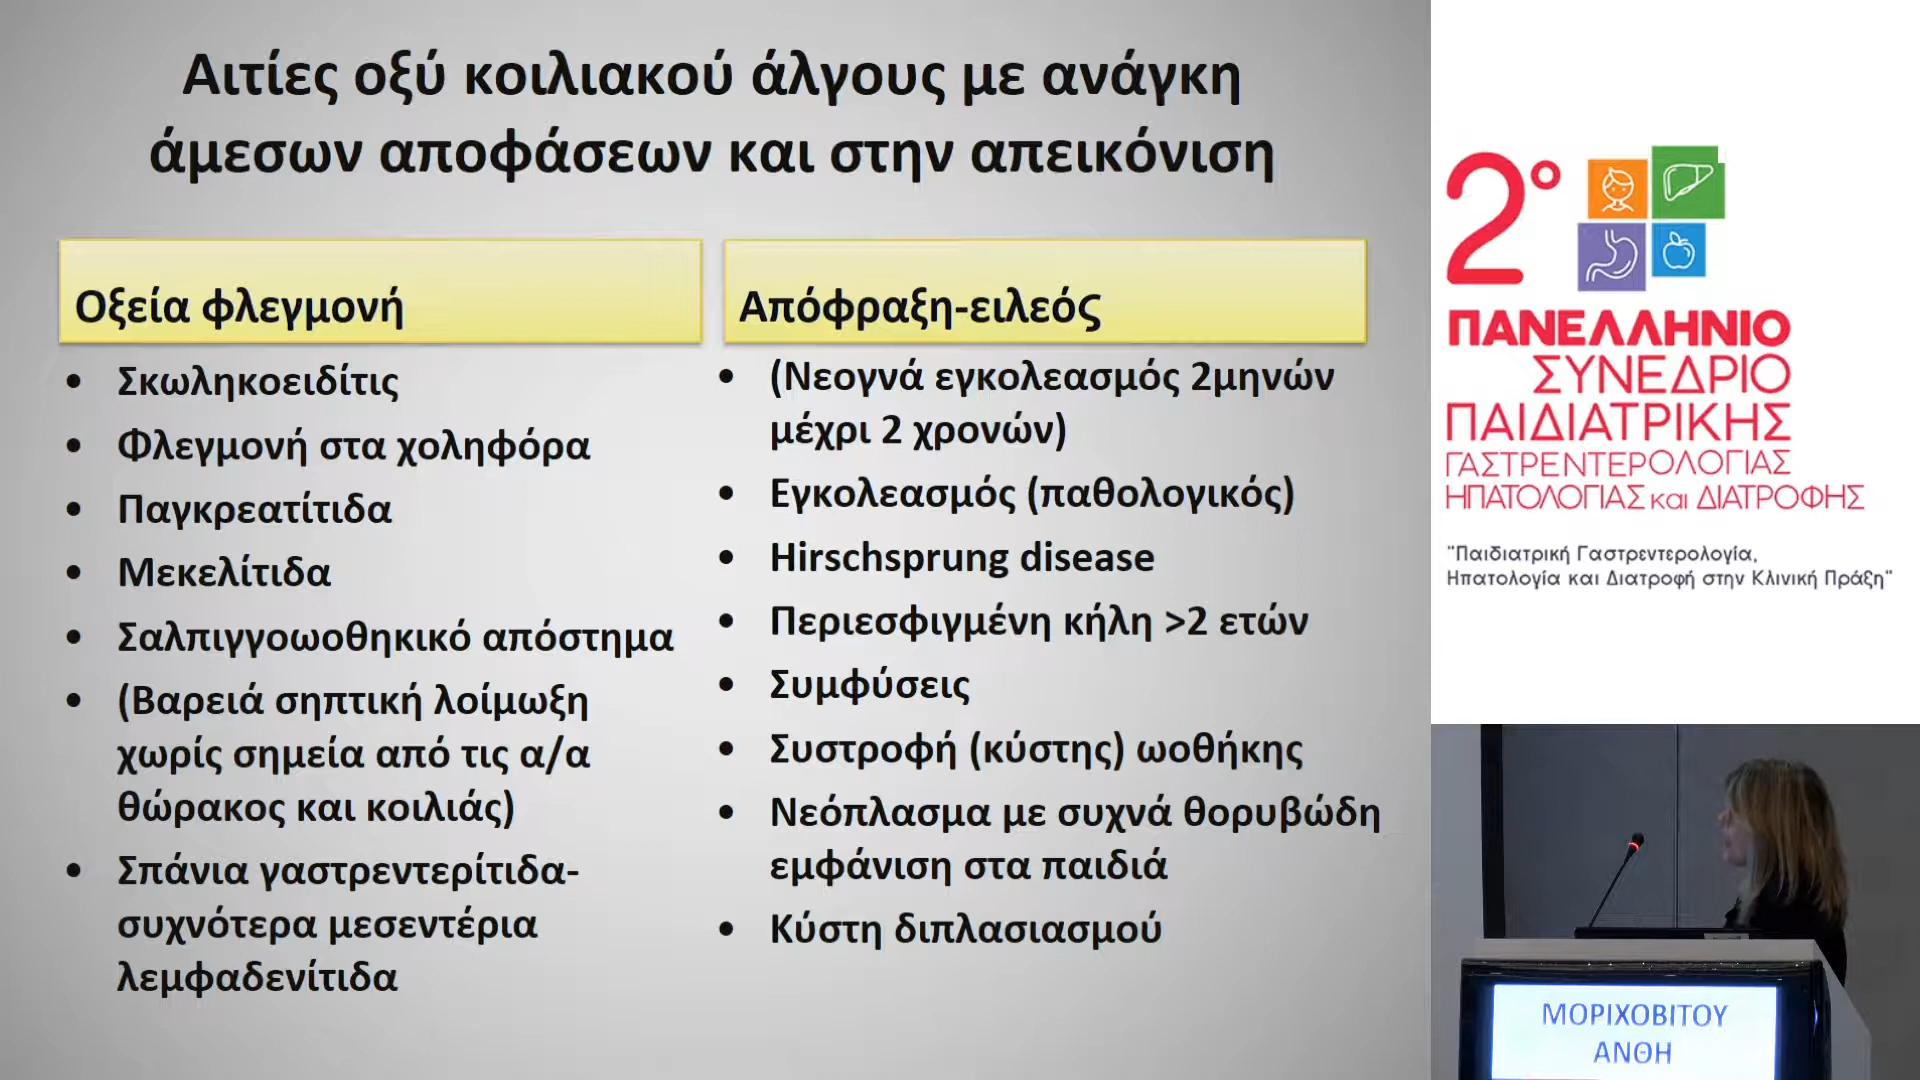 Αιτίες οξύ κοιλιακού άλγους με ανάγκη
άμεσων αποφάσεων και στην απεικόνιση
Οξεία φλεγμονή
• Σκωληκοειδίτις
• Φλεγμονή στα χοληφόρα
• Παγκρεατίτιδα
• Μεκελίτιδα
• Σαλπιγγοωοθηκικό απόστημα
• (Βαρειά σηπτική λοίμωξη
χωρίς σημεία από τις α/α
θώρακος και κοιλιάς)
• Σπάνια γαστρεντερίτιδα-
συχνότερα μεσεντέρια
λεμφαδενίτιδα
Απόφραξη-ειλεός
• (Νεογνά εγκολεασμός 2μηνών
μέχρι 2 χρονών)
• Εγκολεασμός (παθολογικός)
• Hirschsprung disease
• Περιεσφιγμένη κήλη >2 ετών
• Συμφύσεις
• Συστροφή (κύστης) ωοθήκης
• Νεόπλασμα με συχνά θορυβώδη
εμφάνιση στα παιδιά
• Κύστη διπλασιασμού
2°
ΠΑΝΕΛΛΗΝΙΟ
ΣΥΝΕΔΡΙΟ
ΠΑΙΔΙΑΤΡΙΚΗΣ
ΓΑΣΤΡΕΝΤΕΡΟΛΟΓΙΑΣ
ΗΠΑΤΟΛΟΓΙΑΣ και ΔΙΑΤΡΟΦΗΣ
"Παιδιατρική Γαστρεντερολογία,
Ηπατολογία και Διατροφή στην Κλινική Πράξη"
ΜΟΡΙΧΟΒΙΤΟΥ
ΑΝΘΗ